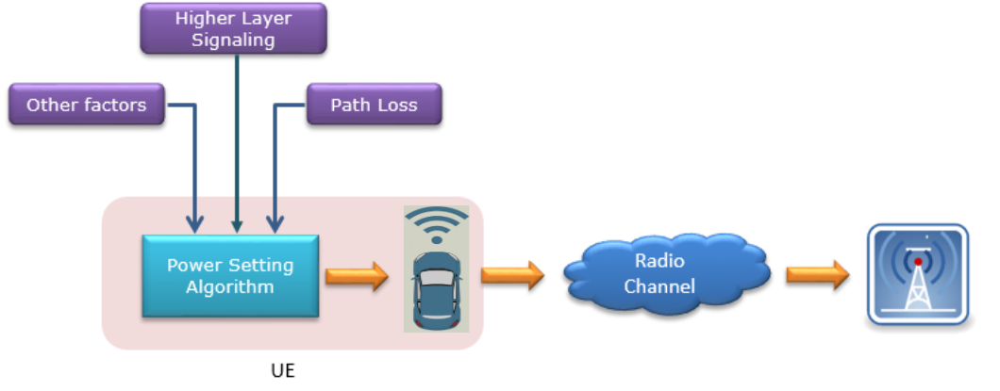 Higher Layer
Signaling
Other factors
Path Loss
Power Setting
Algorithm
Radio
Channel
UE